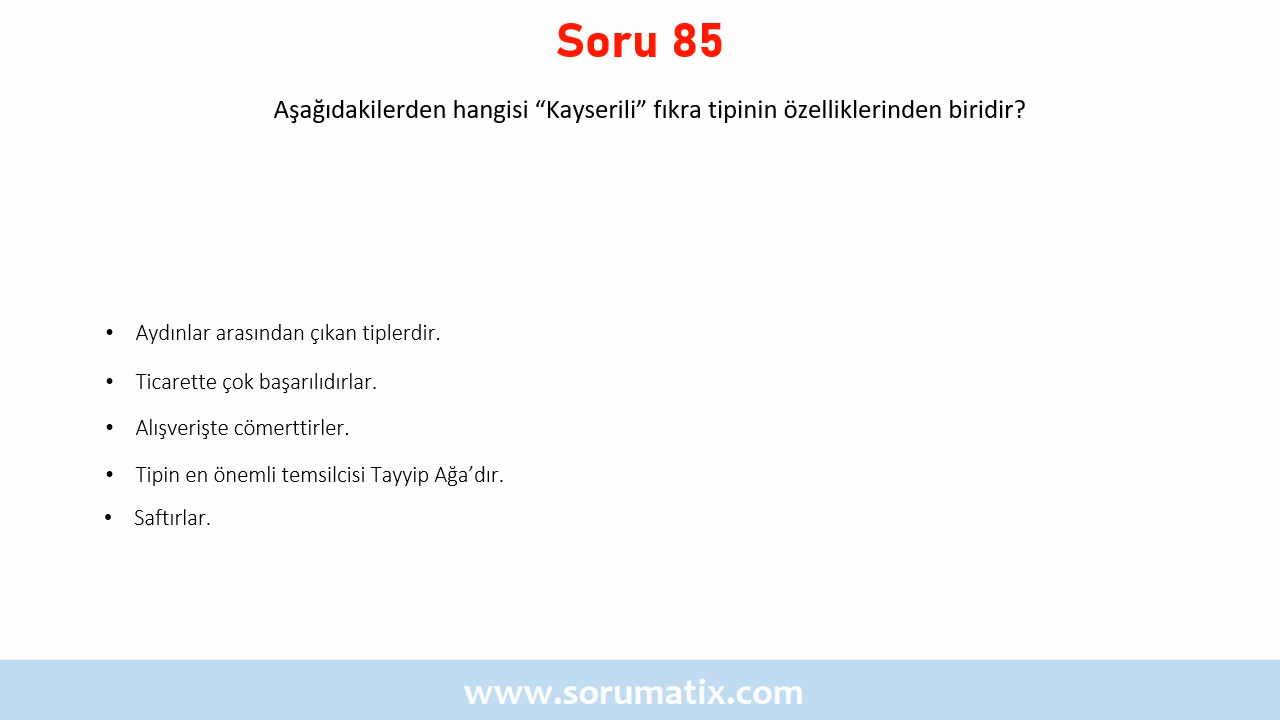 Soru 85
Aşağıdakilerden hangisi “Kayserili” fıkra tipinin özelliklerinden biridir?
• Aydınlar arasından çıkan tiplerdir.
• Ticarette çok başarılıdırlar.
• Alışverişte cömerttirler.
• Tipin en önemli temsilcisi Tayyip Ağa’dır.
• Saftırlar.
www.sorumatix.com